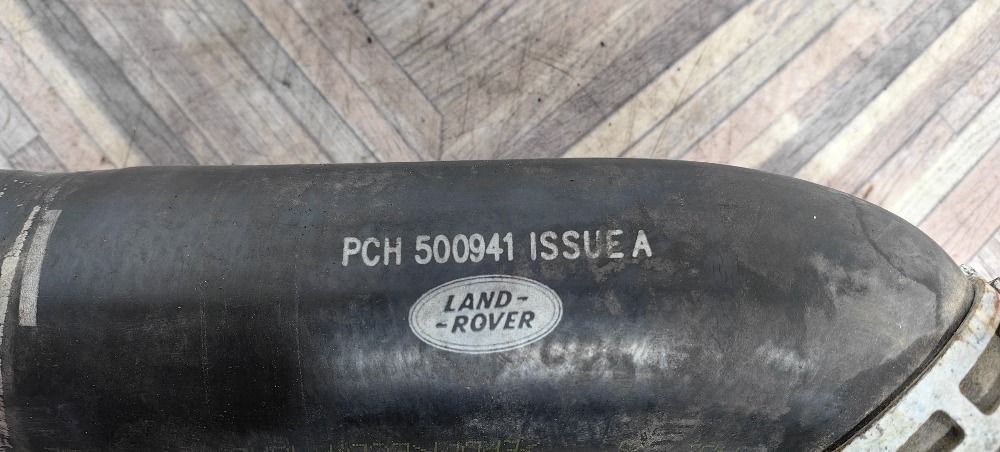 PCH 500941 ISSUE A
LAND-
-ROVER